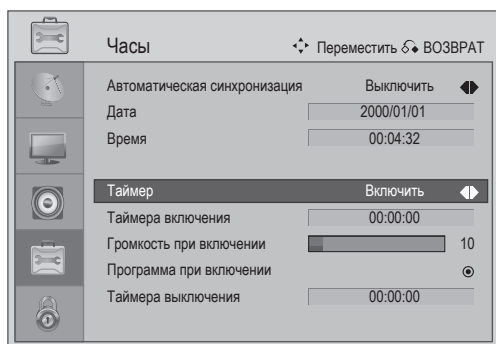 Часы Переместить ВОЗВРАТ
Автоматическая синхронизация Выключить
Дата 2000/01/01
Время 00:04:32
Таймер Включить
Таймера включения 00:00:00
Громкость при включении 10
Программа при включении
Таймера выключения 00:00:00